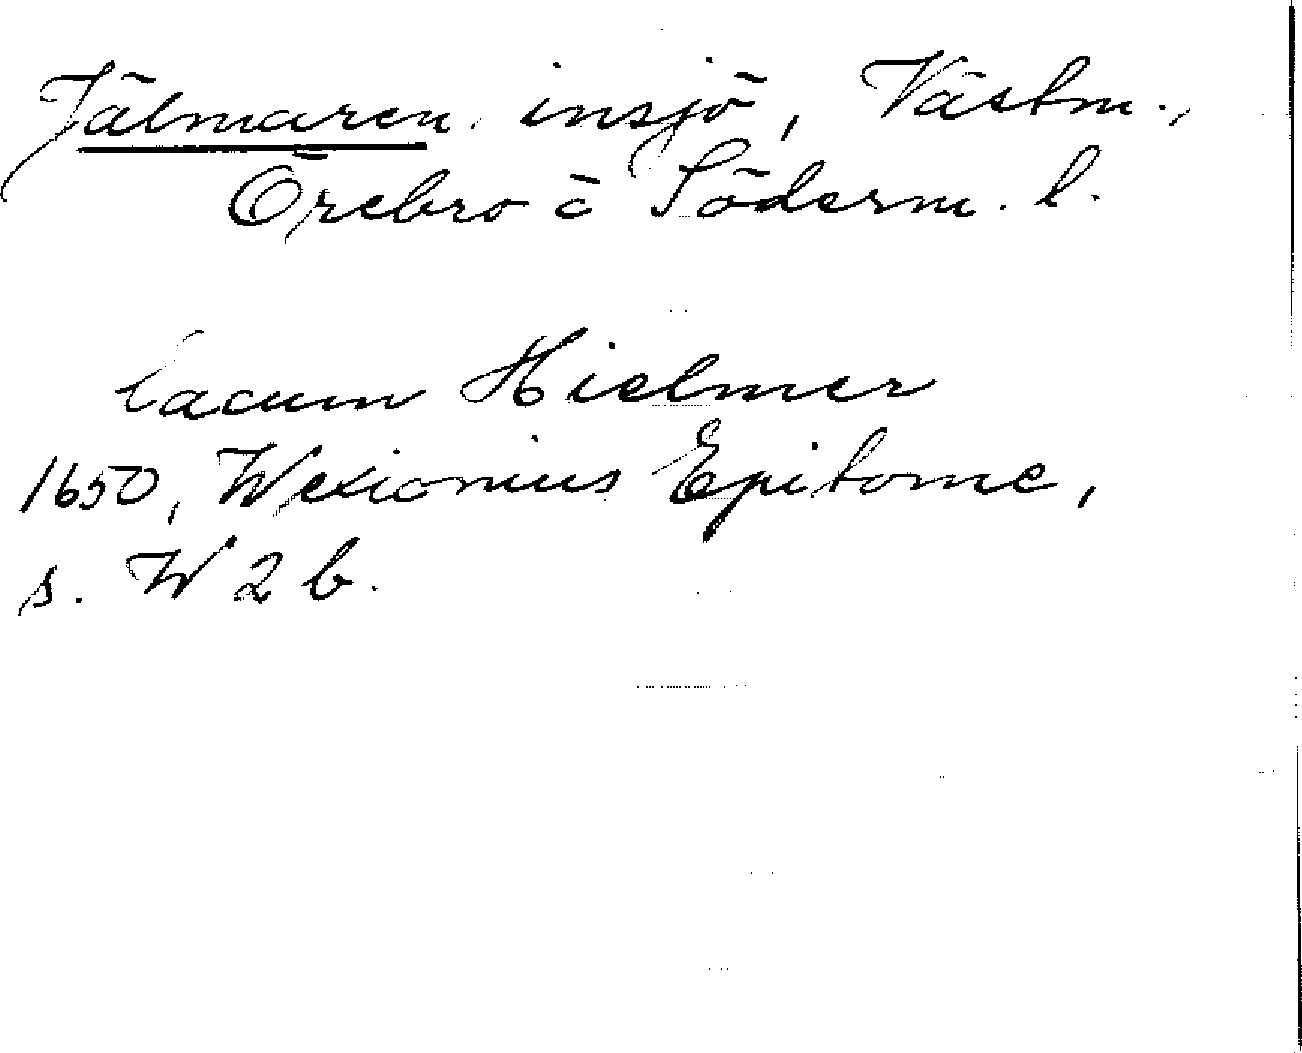 Jälmaren, insjö, Västm.,
Örebro o Söderm. l.
lacum Hielmer
1650, Wexionius Epitome,
s. W 2 b.